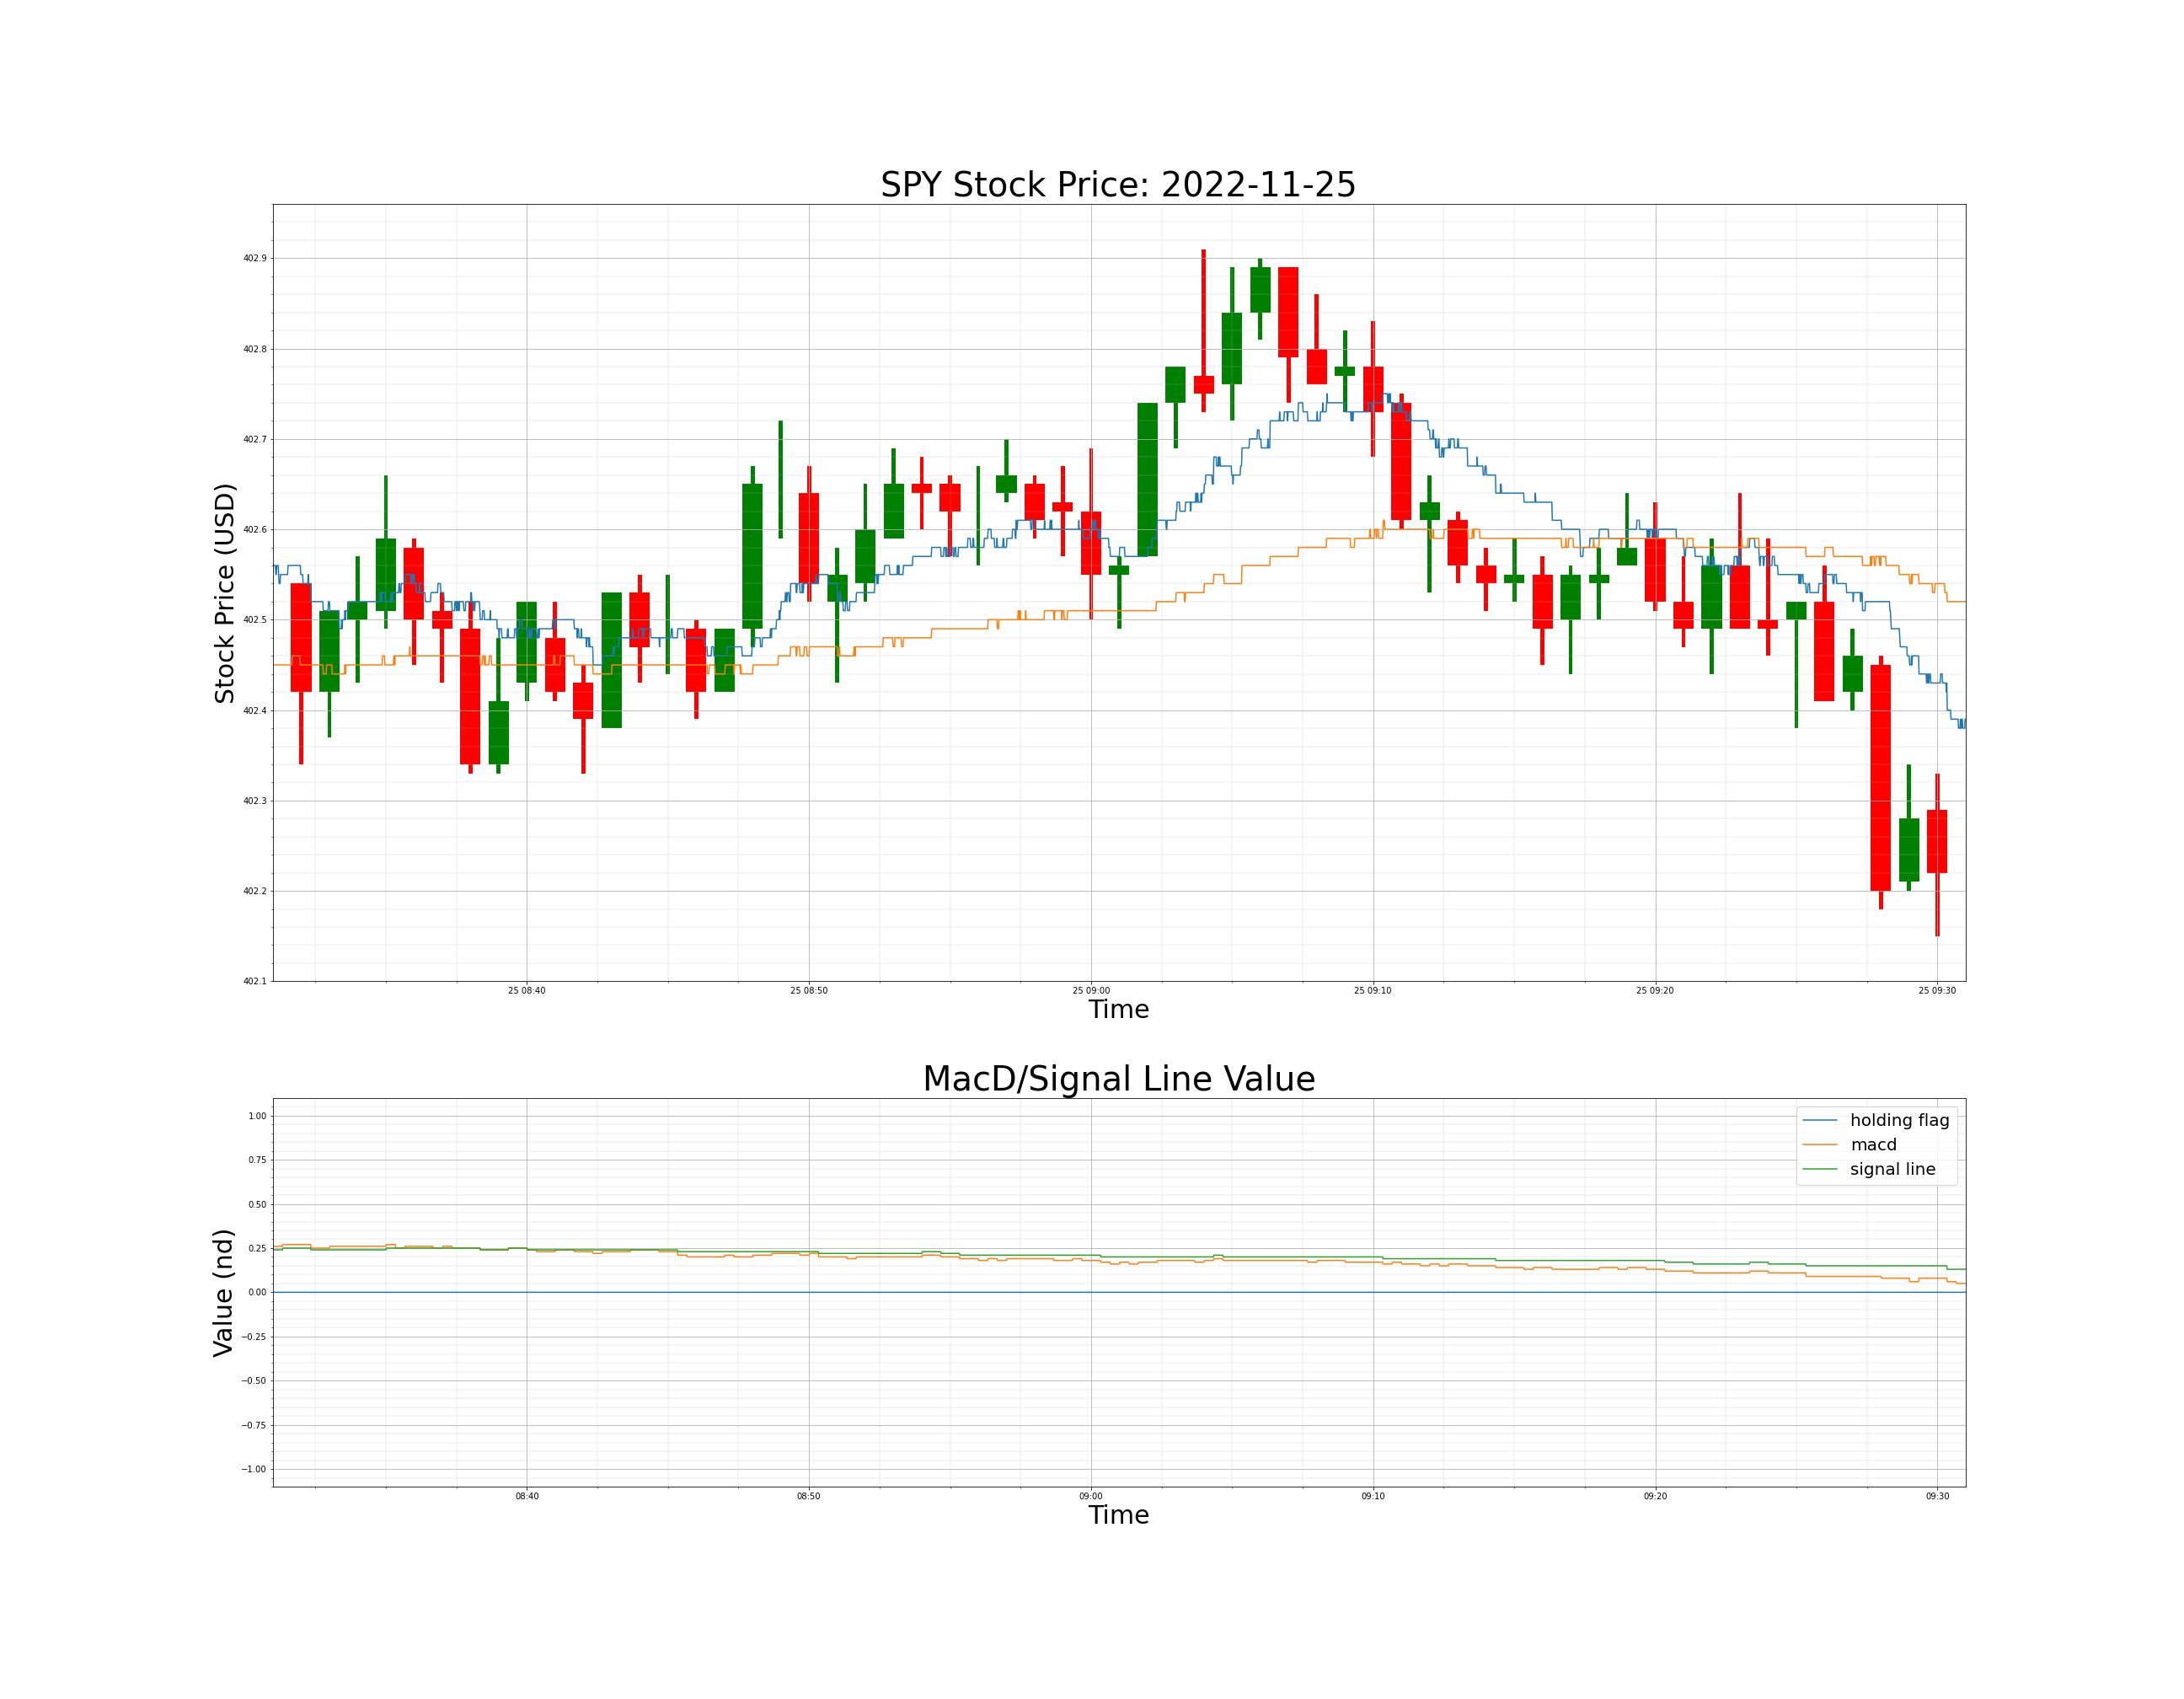 SPY Stock Price: 2022-11-25
Stock Price (USD)
402.9
402.8
402.7
402.6
402.5
402.4
402.3
402.2
402.1
25 08:40 25 08:50 25 09:00 25 09:10 25 09:20 25 09:30
Time
MacD/Signal Line Value
Value (nd)
1.00
0.75
0.50
0.25
0.00
−0.25
−0.50
−0.75
−1.00
holding flag
macd
signal line
08:40 08:50 09:00 09:10 09:20 09:30
Time